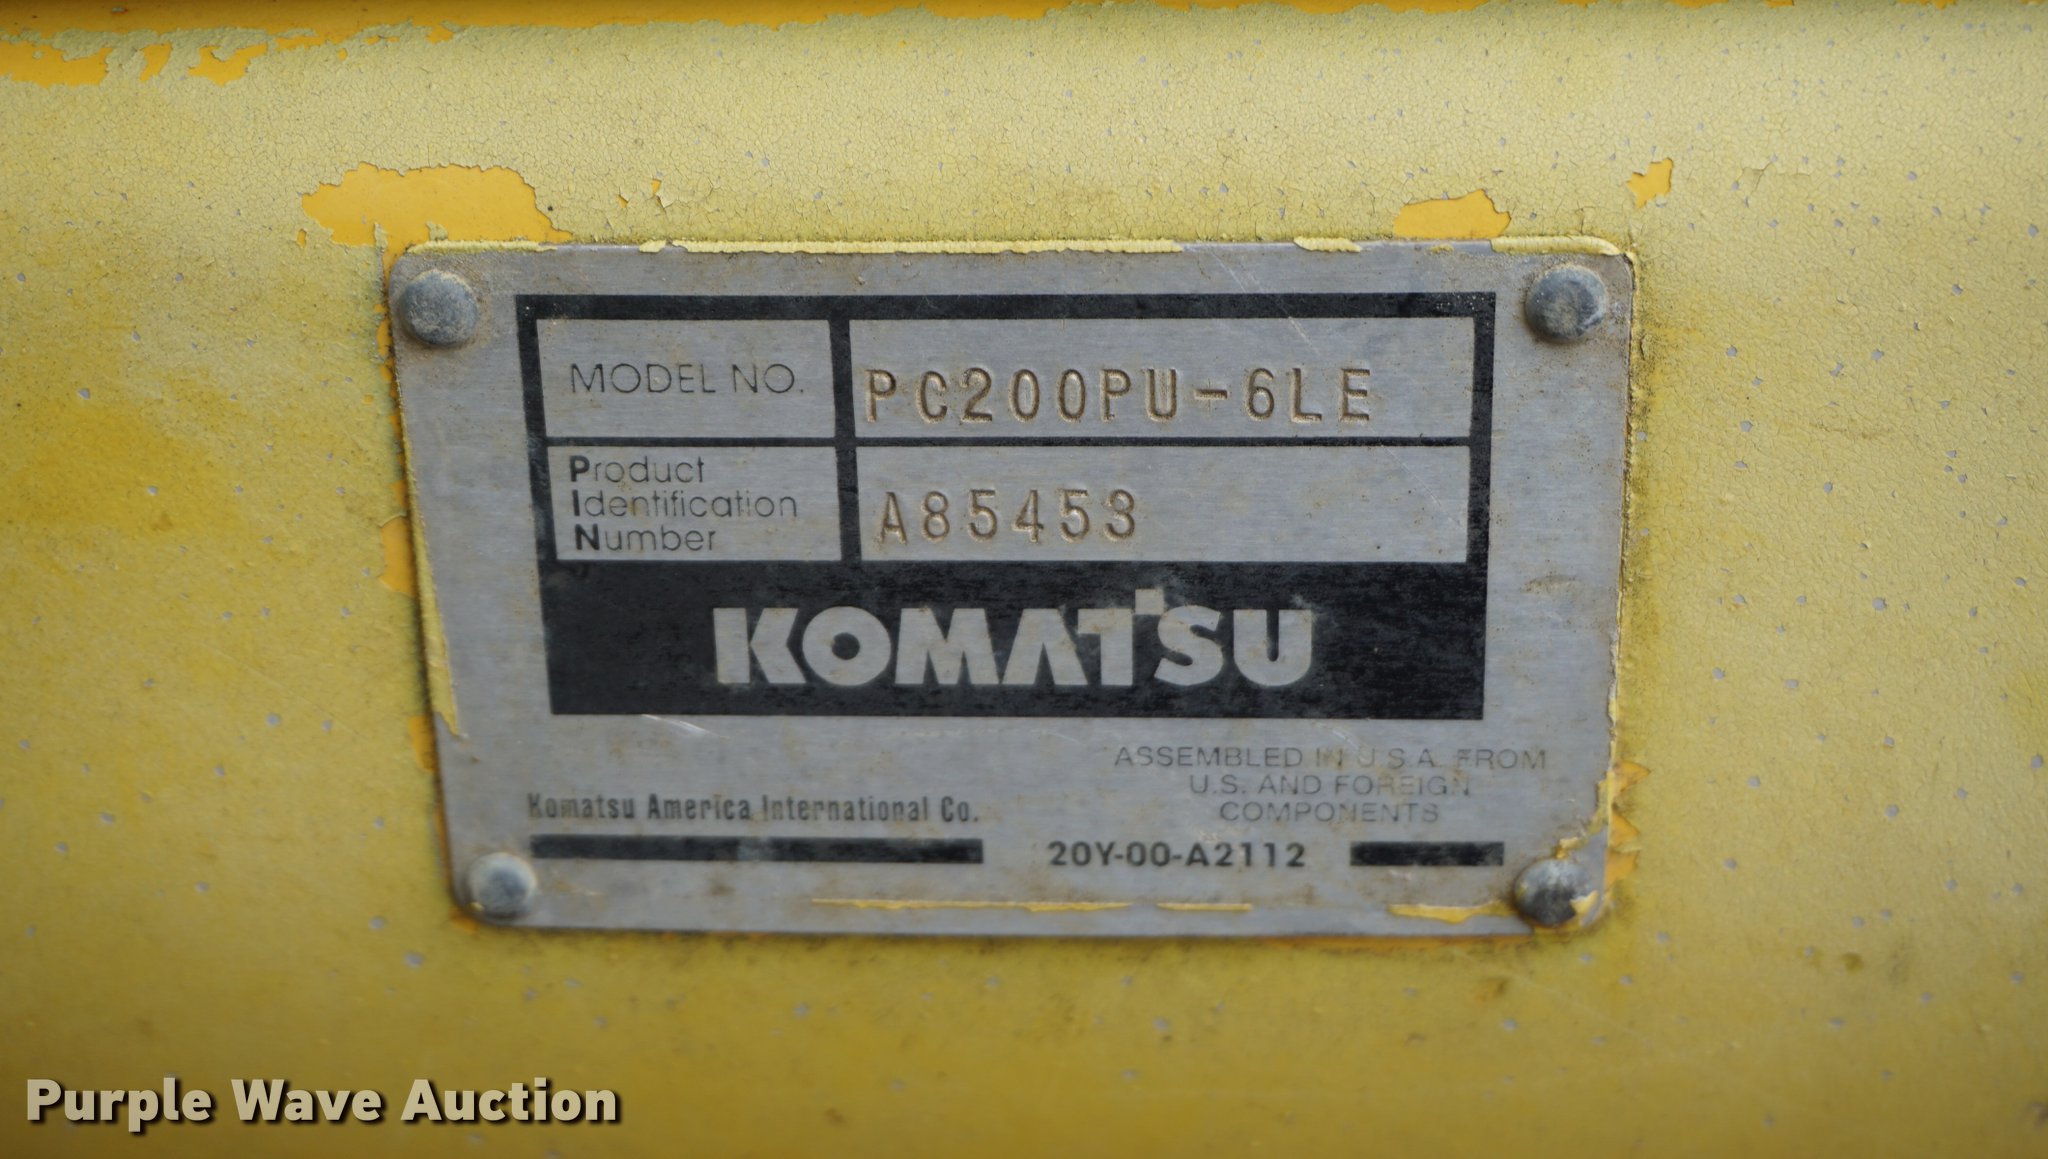 MODEL NO. PC200PU-6LE
Product
Identification
Number
A85453
KOMATSU
ASSEMBLED IN U.S.A. FROM
U.S. AND FOREIGN
COMPONENTS
Komatsu America International Co.
20Y-00-A2112
Purple Wave Auction